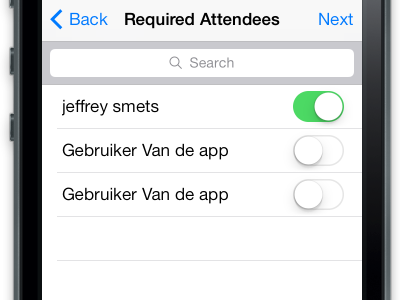 Back Required Attendees Next
Search
jeffrey smets
Gebruiker Van de app
Gebruiker Van de app